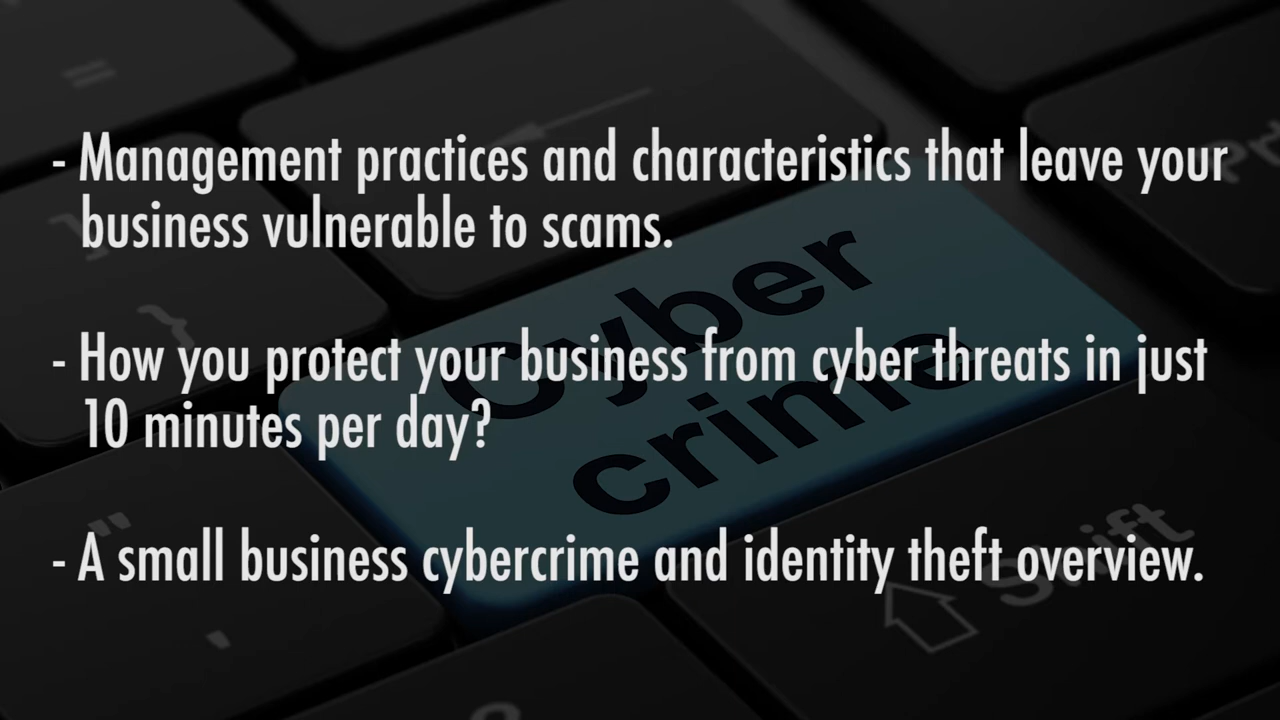 - Management practices and characteristics that leave your
business vulnerable to scams.
- How you protect your business from cyber threats in just
10 minutes per day?
- A small business cybercrime and identity theft overview.
Cyber
crime
Shift